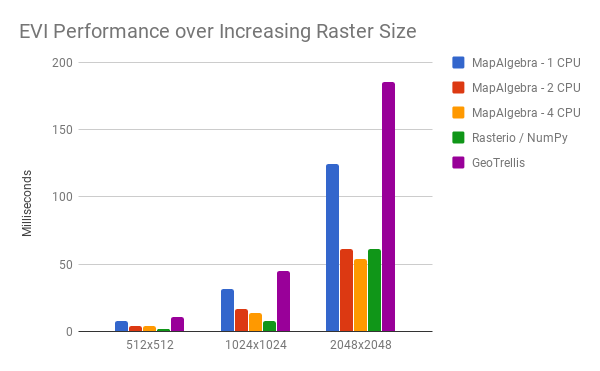 EVI Performance over Increasing Raster Size
200
150
100
50
0
Milliseconds
512x512
1024x1024
2048x2048
MapAlgebra - 1 CPU
MapAlgebra - 2 CPU
MapAlgebra - 4 CPU
Rasterio / NumPy
GeoTrellis